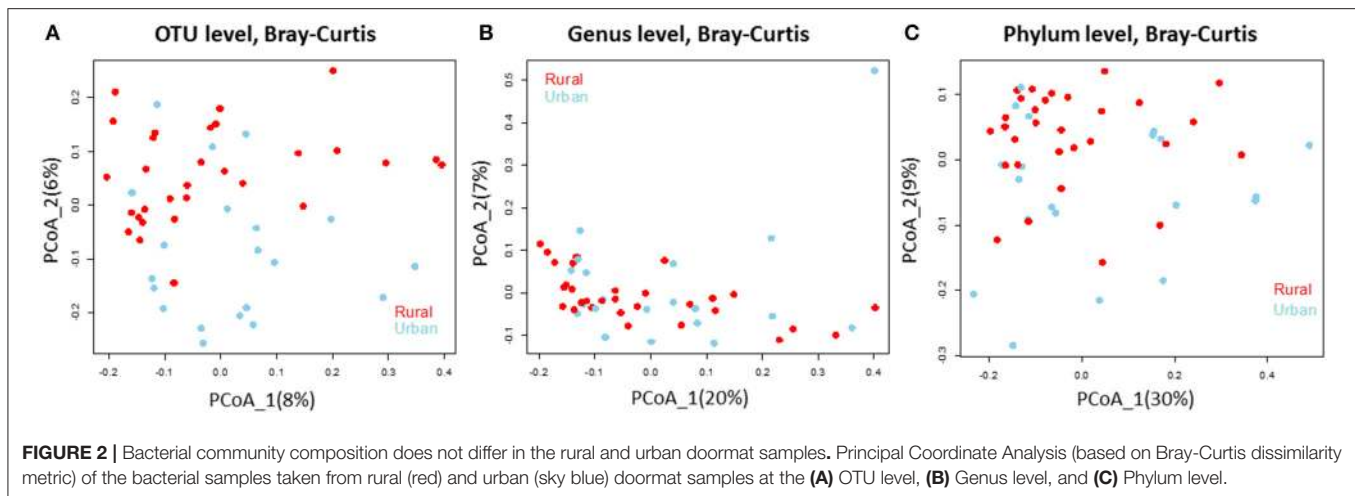 A
OTU level, Bray-Curtis
PCoA_2(6%)
0.2
0.1
0.0
-0.1
-0.2
Rural
Urban
-0.2 -0.1 0.0 0.1 0.2 0.3 0.4
PCoA_1(8%)
B
Genus level, Bray-Curtis
Rural
Urban
PCoA_2(7%)
0.5
0.4
0.3
0.2
0.1
0.0
0.1
-0.2 -0.1 0.0 0.1 0.2 0.3 0.4
PCoA_1(20%)
C
Phylum level, Bray-Curtis
PCoA_2(9%)
0.1
0.0
-0.1
-0.2
-0.3
Rural
Urban
-0.2 0.0 0.2 0.4
PCoA_1(30%)
FIGURE 2 | Bacterial community composition does not differ in the rural and urban doormat samples. Principal Coordinate Analysis (based on Bray-Curtis dissimilarity
metric) of the bacterial samples taken from rural (red) and urban (sky blue) doormat samples at the (A) OTU level, (B) Genus level, and (C) Phylum level.